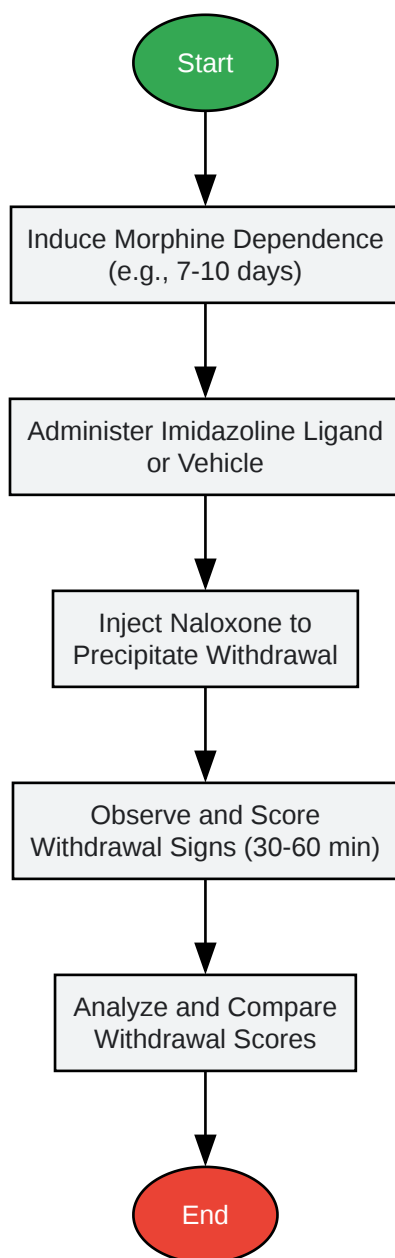 Start
Induce Morphine Dependence
(e.g., 7-10 days)
Administer Imidazoline Ligand
or Vehicle
Inject Naloxone to
Precipitate Withdrawal
Observe and Score
Withdrawal Signs (30-60 min)
Analyze and Compare
Withdrawal Scores
End